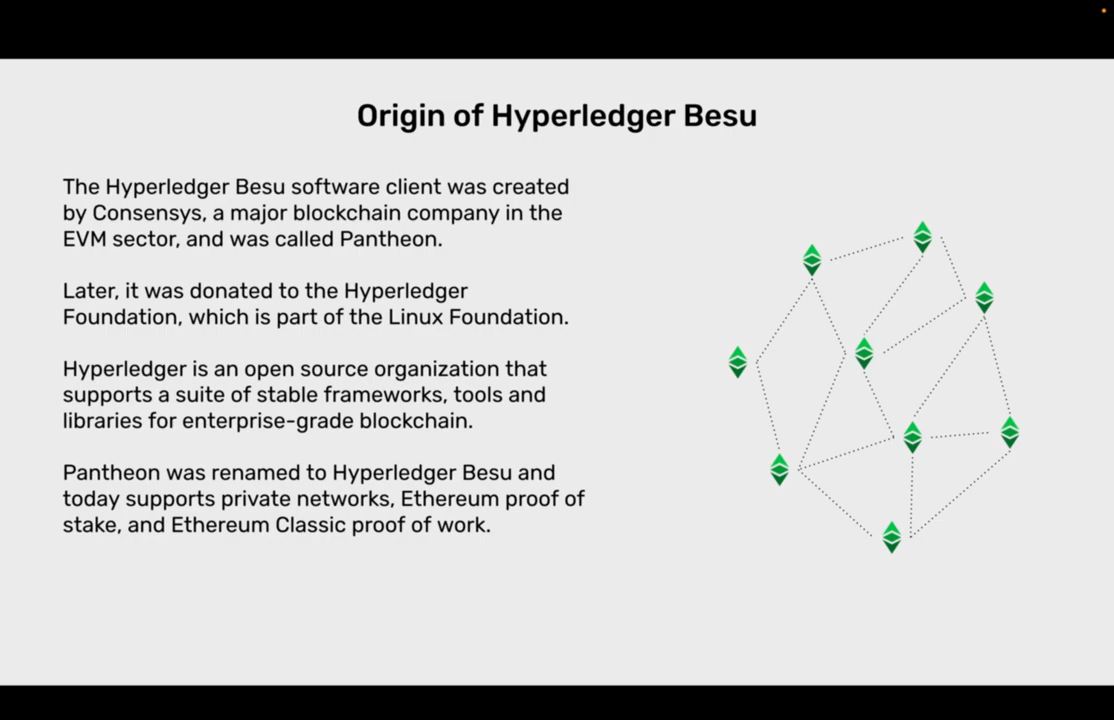 Origin of Hyperledger Besu
The Hyperledger Besu software client was created
by Consensys, a major blockchain company in the
EVM sector, and was called Pantheon.
Later, it was donated to the Hyperledger
Foundation, which is part of the Linux Foundation.
Hyperledger is an open source organization that
supports a suite of stable frameworks, tools and
libraries for enterprise-grade blockchain.
Pantheon was renamed to Hyperledger Besu and
today supports private networks, Ethereum proof of
stake, and Ethereum Classic proof of work.